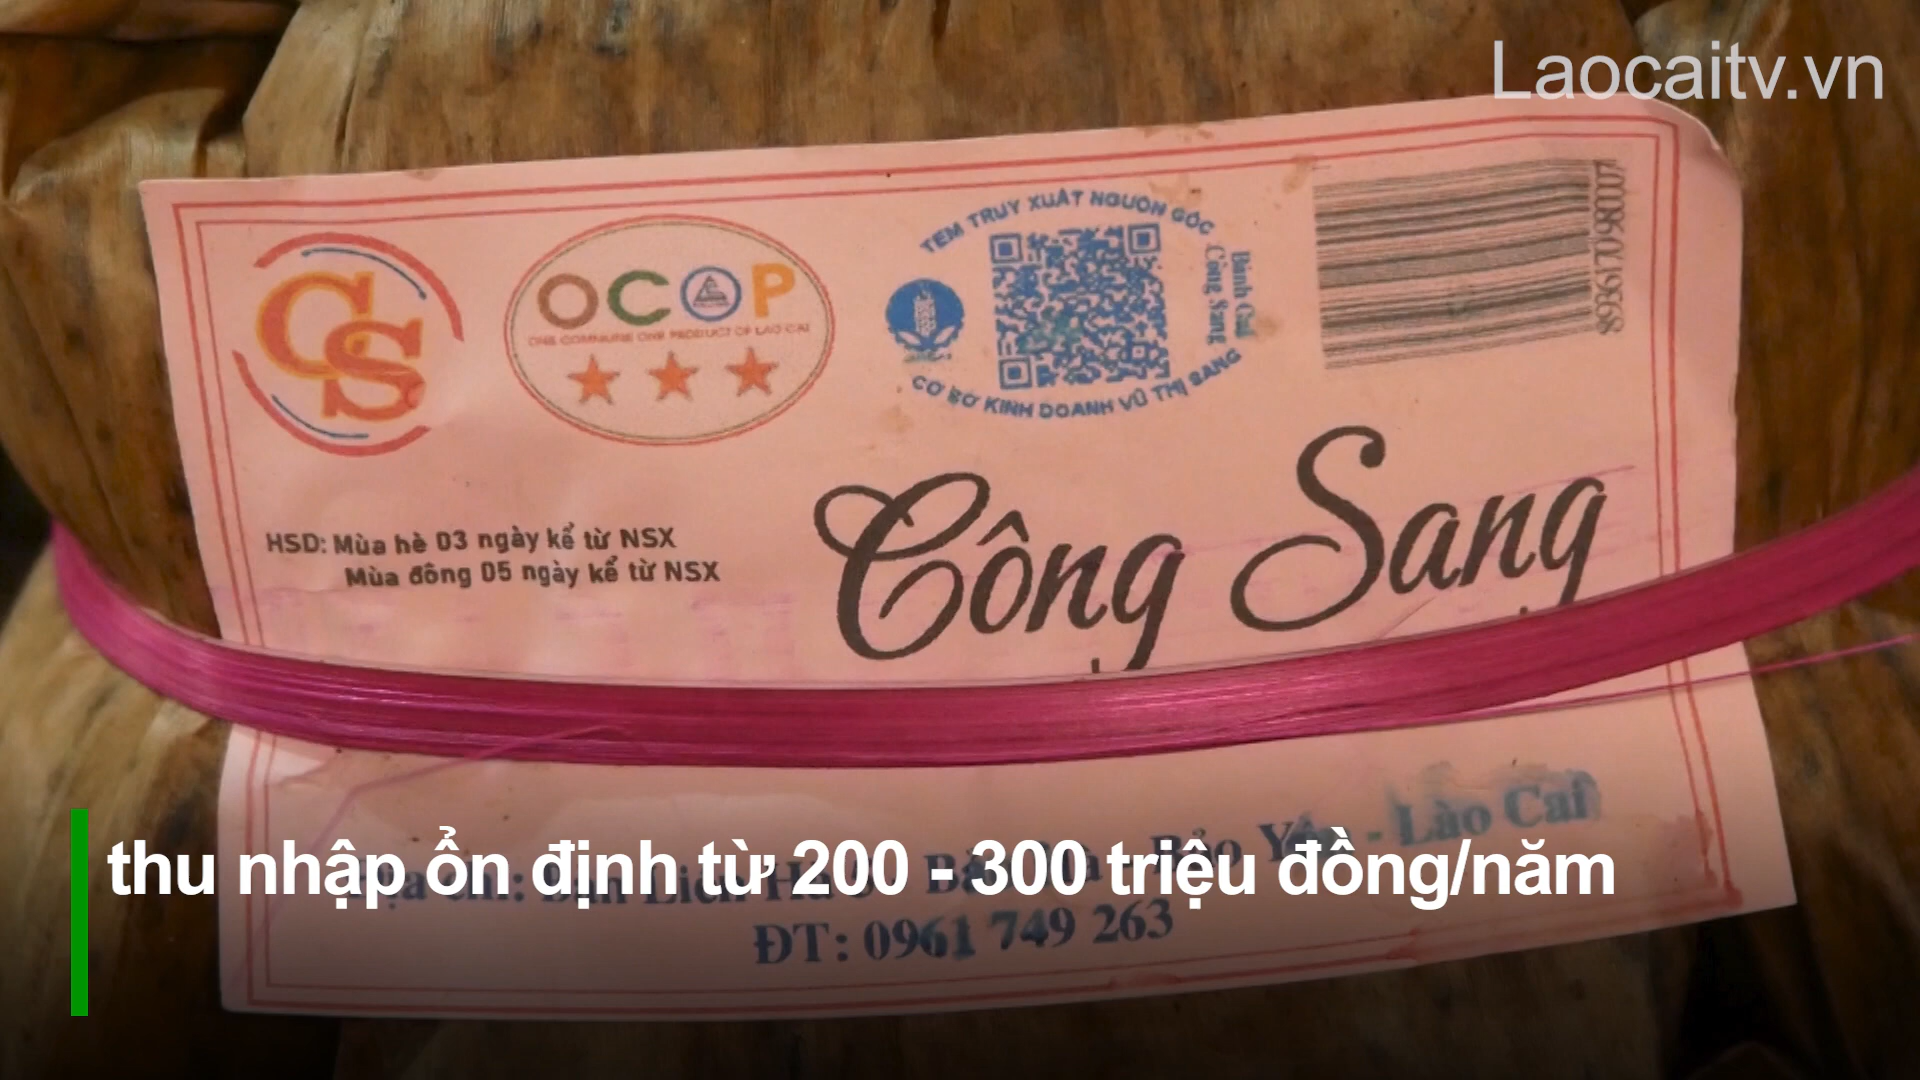 Laocaitv.vn
TEM TRUY XUẤT NGUỒN GỐC
Bánh Gai
Công Sang
8936170980007
OCOP
ONE COMMUNE ONE PRODUCT OF LAO CAI
CS
CƠ SỞ KINH DOANH VŨ THỊ SANG
HSD: Mùa hè 03 ngày kể từ NSX
Mùa đông 05 ngày kể từ NSX
Công Sang
Bảo Yên - Lào Cai
thu nhập ổn định từ 200 - 300 triệu đồng/năm
ĐT: 0961 749 263